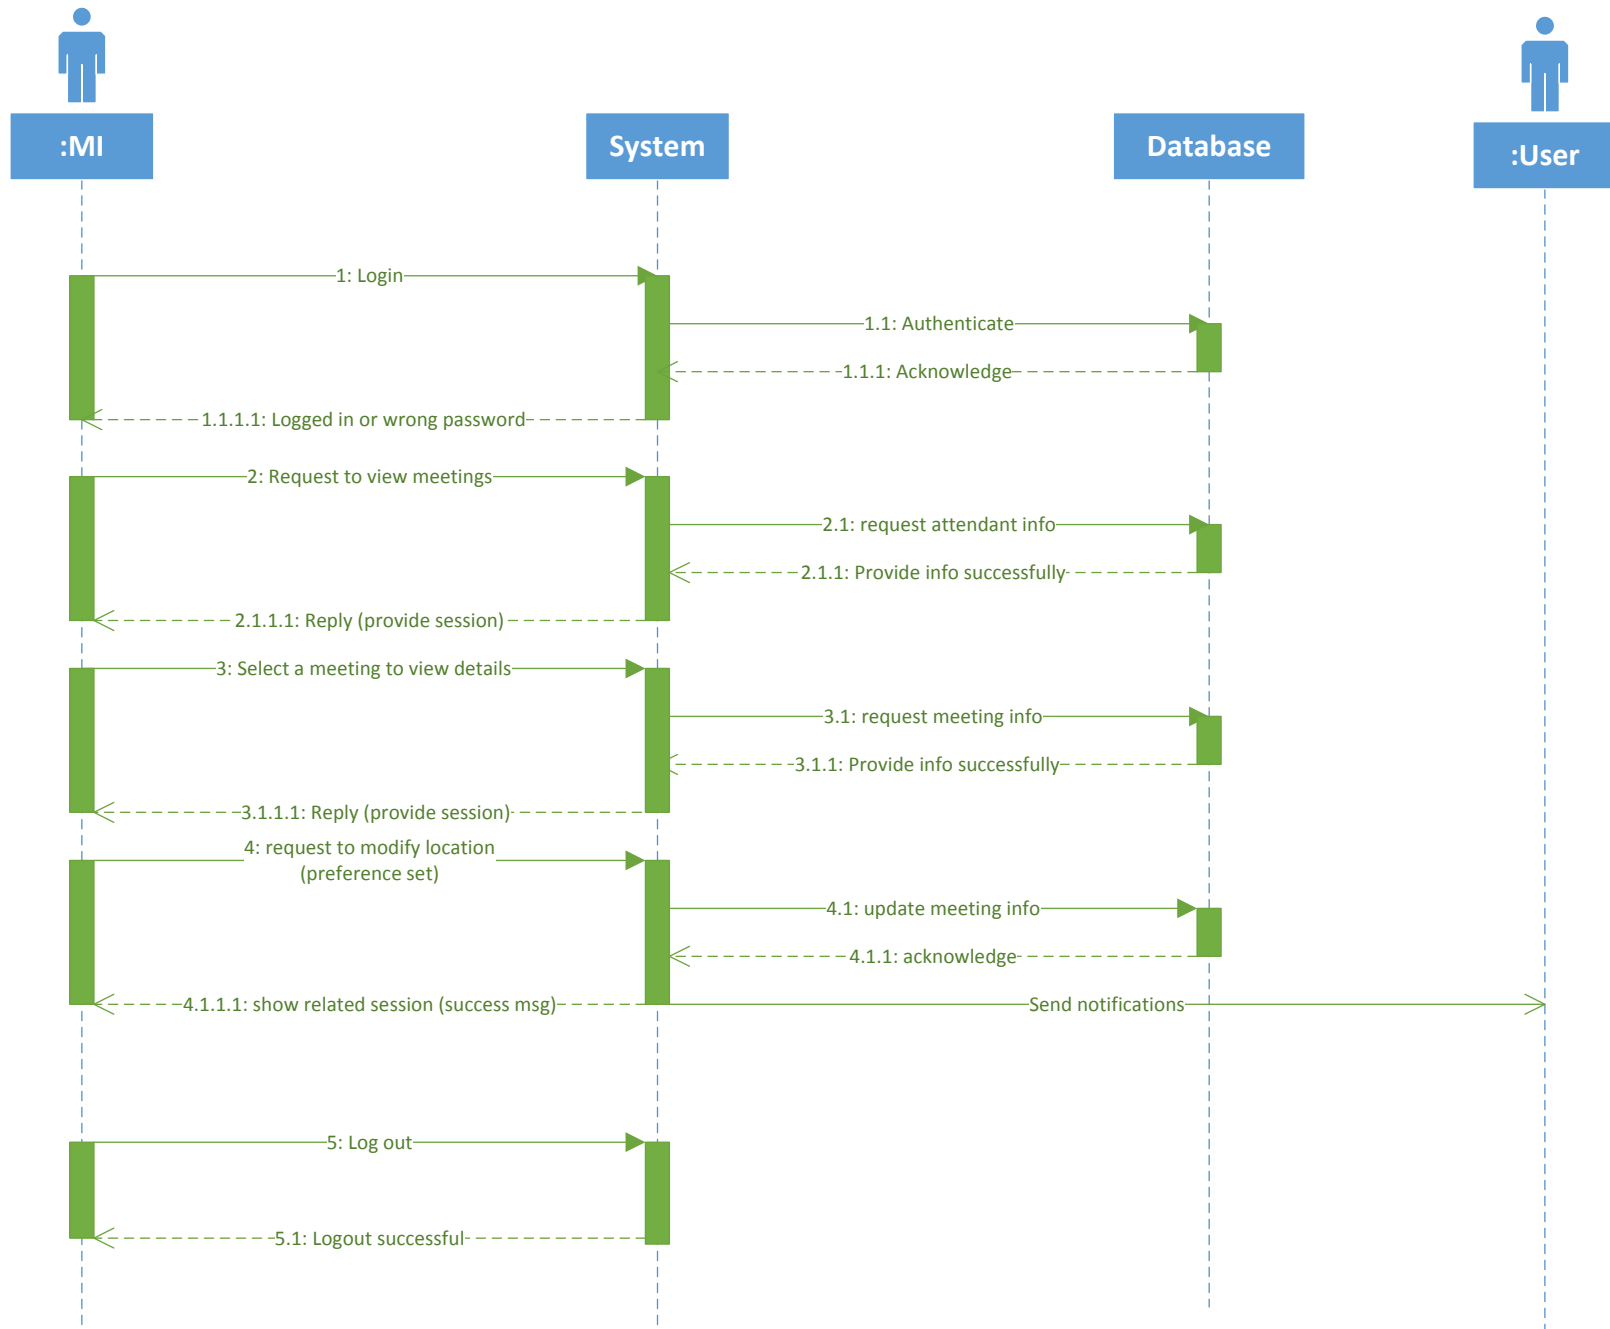 :MI
System
Database
:User
1: Login
1.1: Authenticate
1.1.1: Acknowledge
1.1.1.1: Logged in or wrong password
2: Request to view meetings
2.1: request attendant info
2.1.1: Provide info successfully
2.1.1.1: Reply (provide session)
3: Select a meeting to view details
3.1: request meeting info
3.1.1: Provide info successfully
3.1.1.1: Reply (provide session)
4: request to modify location
(preference set)
4.1: update meeting info
4.1.1: acknowledge
4.1.1.1: show related session (success msg)
Send notifications
5: Log out
5.1: Logout successful